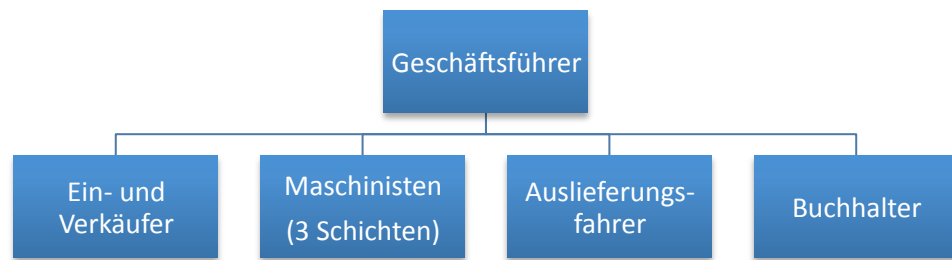 Geschäftsführer
Ein- und
Verkäufer
Maschinisten
(3 Schichten)
Auslieferungs-
fahrer
Buchhalter